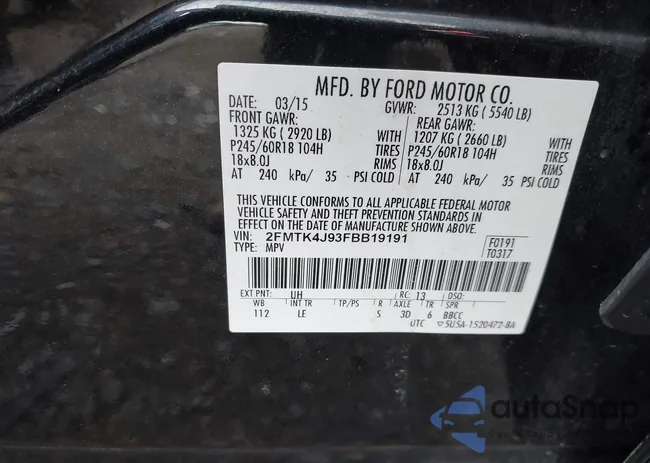 MFD. BY FORD MOTOR CO.
DATE: 03/15 GVWR: 2513 KG ( 5540 LB)
FRONT GAWR: REAR GAWR:
1325 KG ( 2920 LB) WITH 1207 KG ( 2660 LB) WITH
P245/60R18 104H TIRES P245/60R18 104H TIRES
18x8.0J RIMS 18x8.0J RIMS
AT 240 kPa/ 35 PSI COLD AT 240 kPa/ 35 PSI COLD
THIS VEHICLE CONFORMS TO ALL APPLICABLE FEDERAL MOTOR
VEHICLE SAFETY AND THEFT PREVENTION STANDARDS IN
EFFECT ON THE DATE OF MANUFACTURE SHOWN ABOVE.
VIN: 2FMTK4J93FBB19191 F0191
TYPE: MPV T0317
EXT PNT: UH RC: 13 DSO:
WB INT TR TP/PS R AXLE TR SPR
112 LE S 3D 6 BBCC
UTC ▽5U5A-1520472-8A
autoSnap